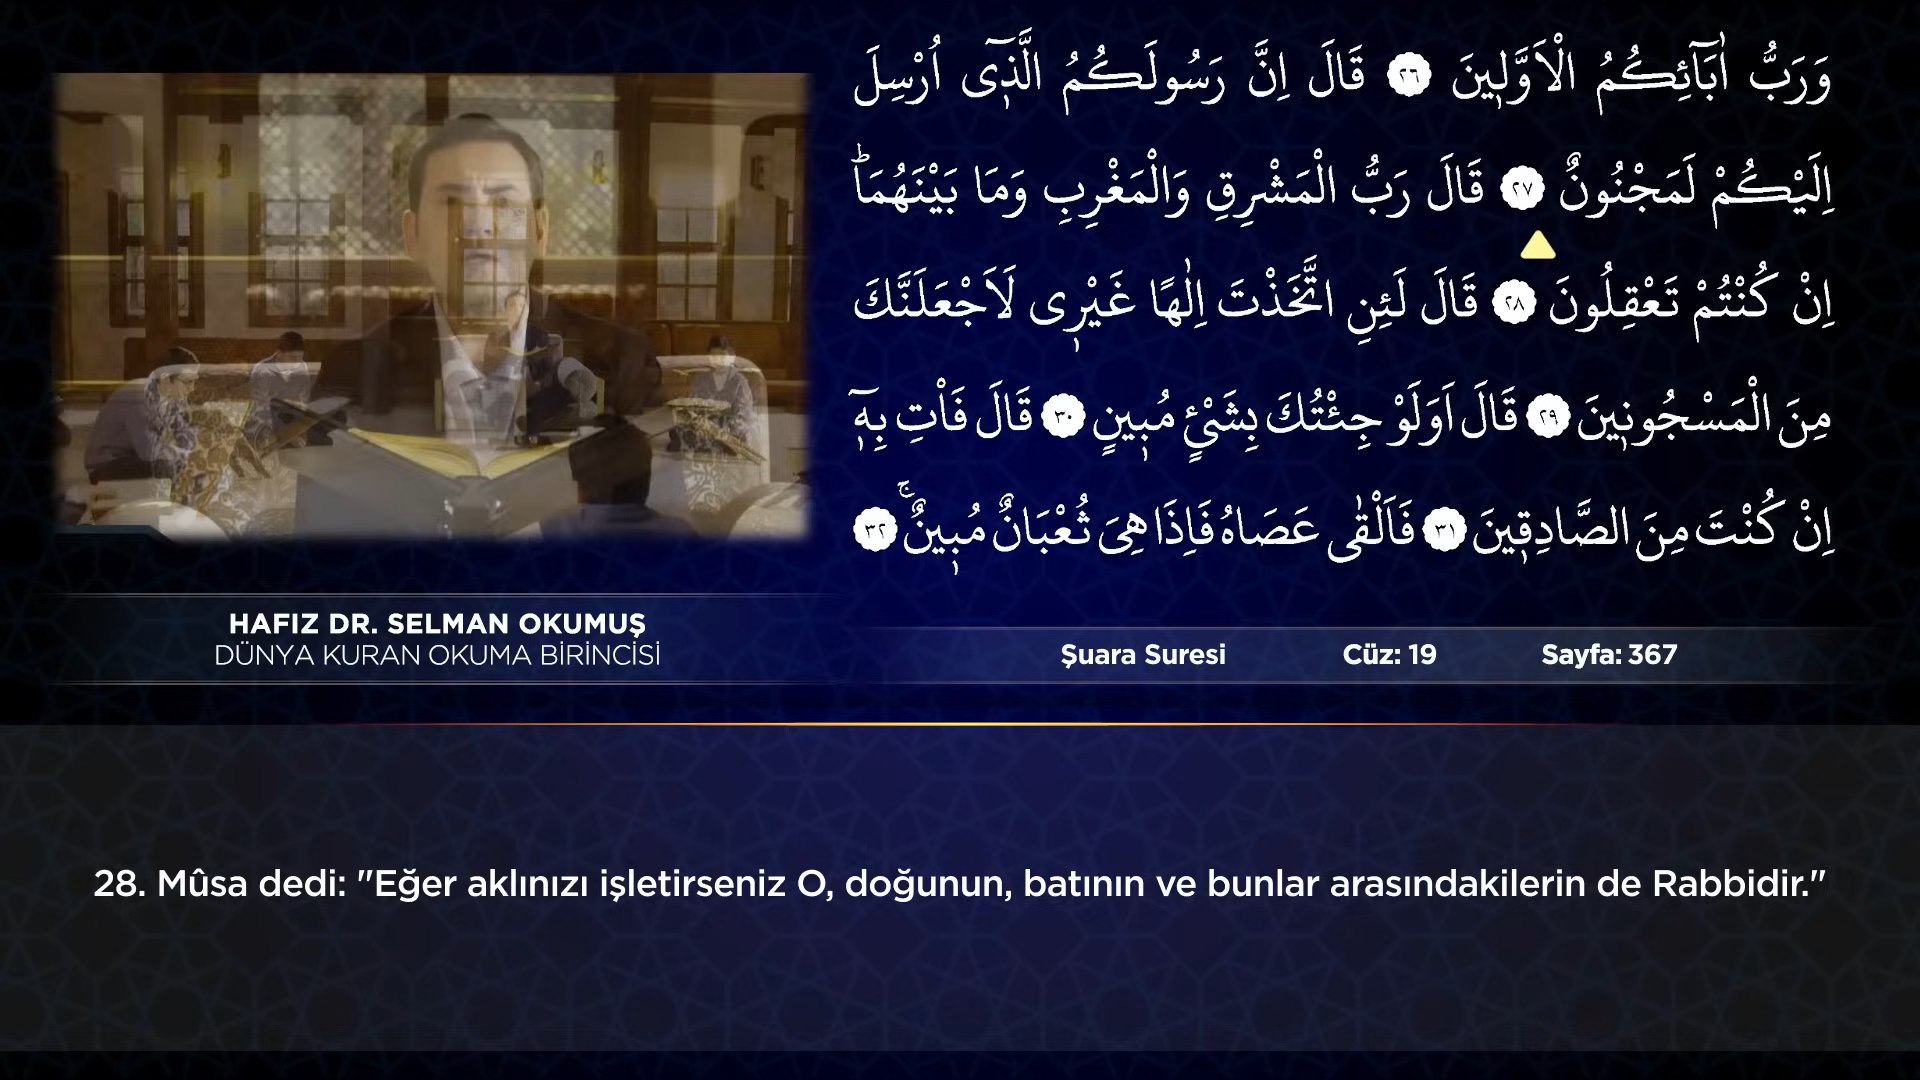 وَرَبُّ اٰبَٓائِكُمُ الْاَوَّل۪ينَ ﴿٢٦﴾ قَالَ اِنَّ رَسُولَكُمُ الَّذ۪ٓى اُرْسِلَ
اِلَيْكُمْ لَمَجْنُونٌ ﴿٢٧﴾ قَالَ رَبُّ الْمَشْرِقِ وَالْمَغْرِبِ وَمَا بَيْنَهُمَاۜ
اِنْ كُنْتُمْ تَعْقِلُونَ ﴿٢٨﴾ قَالَ لَئِنِ اتَّخَذْتَ اِلٰهًا غَيْر۪ى لَاَجْعَلَنَّكَ
مِنَ الْمَسْجُون۪ينَ ﴿٢٩﴾ قَالَ اَوَلَوْ جِئْتُكَ بِشَىْءٍ مُب۪ينٍ ﴿٣٠﴾ قَالَ فَاْتِ بِه۪ٓ
اِنْ كُنْتَ مِنَ الصَّادِق۪ينَ ﴿٣١﴾ فَاَلْقٰى عَصَاهُ فَاِذَا هِىَ ثُعْبَانٌ مُب۪ينٌۚ ﴿٣٢﴾
HAFIZ DR. SELMAN OKUMUŞ
DÜNYA KURAN OKUMA BİRİNCİSİ
Şuara Suresi Cüz: 19 Sayfa: 367
28. Mûsa dedi: "Eğer aklınızı işletirseniz O, doğunun, batının ve bunlar arasındakilerin de Rabbidir."